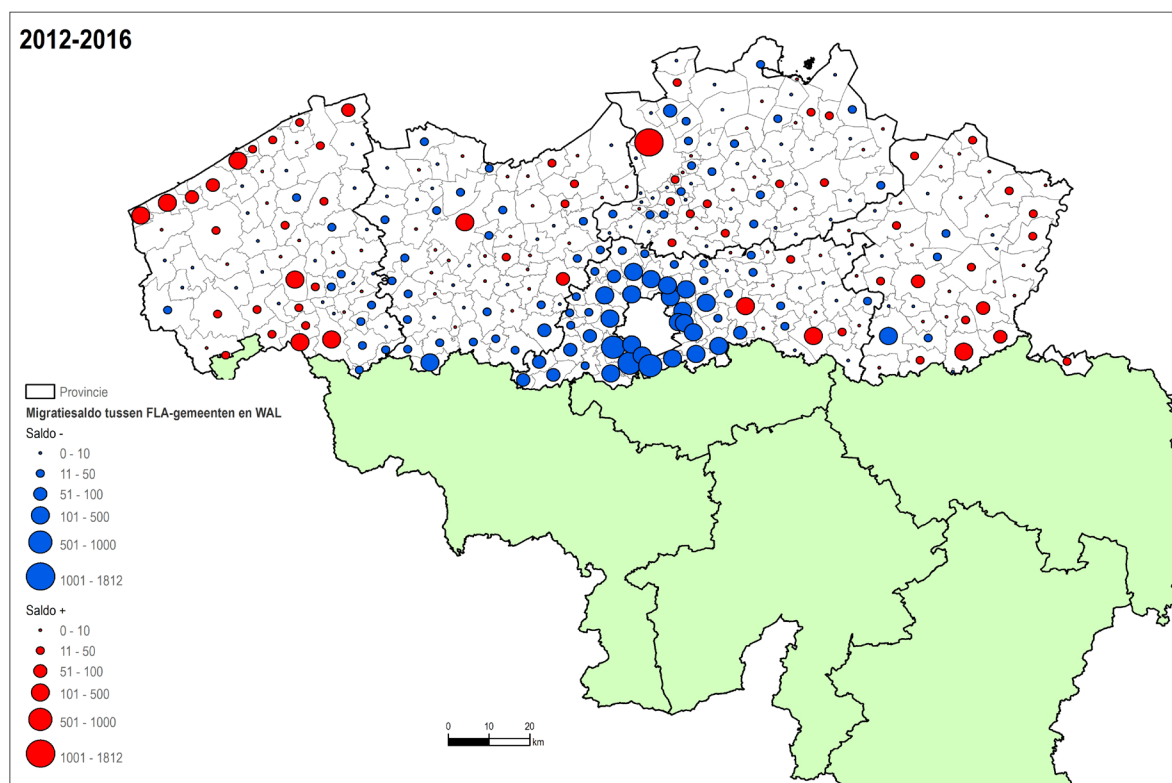 2012-2016
Provincie
Migratiesaldo tussen FLA-gemeenten en WAL
Saldo -
0 - 10
11 - 50
51 - 100
101 - 500
501 - 1000
1001 - 1812
Saldo +
0 - 10
11 - 50
51 - 100
101 - 500
501 - 1000
1001 - 1812
0 10 20
km